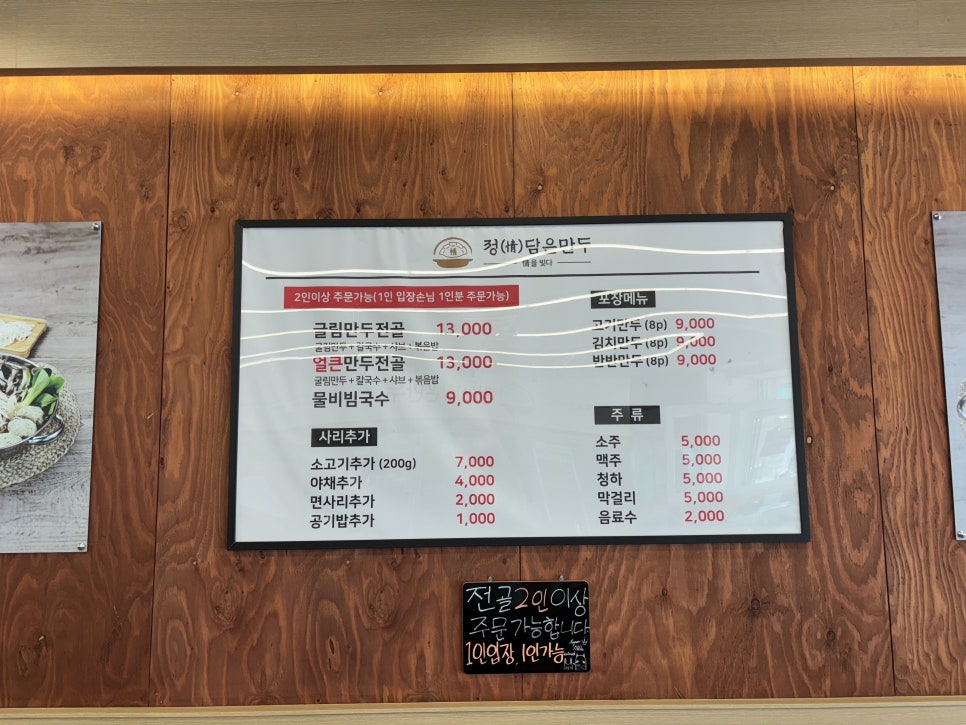 정(情)담은만두
情을 빚다
2인이상 주문가능(1인 입장손님 1인분 주문가능)
굴림만두전골 13,000
굴림만두 + 칼국수 + 샤브 + 볶음밥
얼큰만두전골 13,000
굴림만두 + 칼국수 + 샤브 + 볶음밥
물비빔국수 9,000
사리추가
소고기추가 (200g) 7,000
야채추가 4,000
면사리추가 2,000
공기밥추가 1,000
포장메뉴
고기만두 (8p) 9,000
김치만두 (8p) 9,000
반반만두 (8p) 9,000
주 류
소주 5,000
맥주 5,000
청하 5,000
막걸리 5,000
음료수 2,000
전골2인이상
주문가능합니다
1인입장, 1인가능